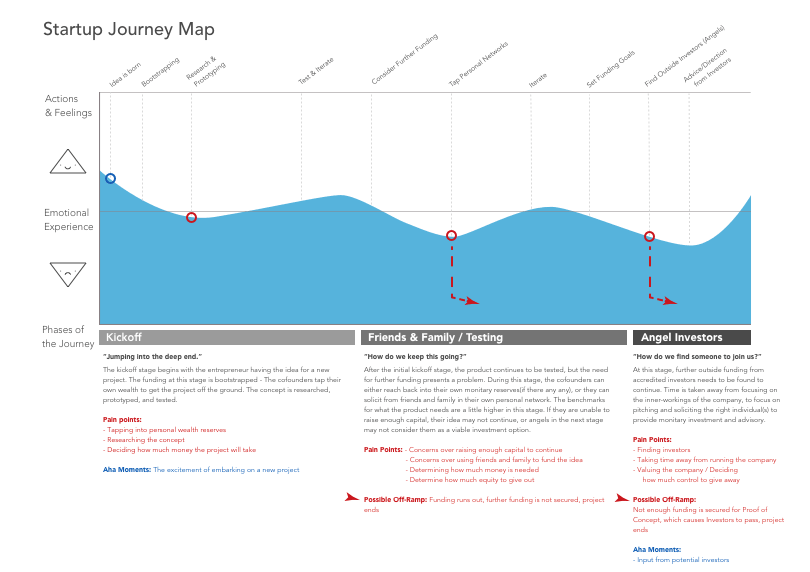 Startup Journey Map
Idea is born
Bootstrapping
Research &
Prototyping
Test & Iterate
Consider Further Funding
Tap Personal Networks
Iterate
Set Funding Goals
Find Outside Investors (Angels)
Advice/Direction
from Investors
Actions
& Feelings
Emotional
Experience
Phases of
the Journey
Kickoff
"Jumping into the deep end."
The kickoff stage begins with the entrepreneur having the idea for a new
project. The funding at this stage is bootstrapped - The cofounders tap their
own wealth to get the project off the ground. The concept is researched,
prototyped, and tested.
Pain points:
- Tapping into personal wealth reserves
- Researching the concept
- Deciding how much money the project will take
Aha Moments: The excitement of embarking on a new project
Friends & Family / Testing
"How do we keep this going?"
After the initial kickoff stage, the product continues to be tested, but the need
for further funding presents a problem. During this stage, the cofounders can
either reach back into their own monitary reserves(if there any any), or they can
solicit from friends and family in their own personal network. The benchmarks
for what the product needs are a little higher in this stage. If they are unable to
raise enough capital, their idea may not continue, or angels in the next stage
may not consider them as a viable investment option.
Pain Points: - Concerns over raising enough capital to continue
- Concerns over using friends and family to fund the idea
- Determining how much money is needed
- Determine how much equity to give out
Possible Off-Ramp: Funding runs out, further funding is not secured, project
ends
Angel Investors
"How do we find someone to join us?"
At this stage, further outside funding from
accredited investors needs to be found to
continue. Time is taken away from focusing on
the inner-workings of the company, to focus on
pitching and soliciting the right individual(s) to
provide monitary investment and advisory.
Pain Points:
- Finding investors
- Taking time away from running the company
- Valuing the company / Deciding
how much control to give away
Possible Off-Ramp:
Not enough funding is secured for Proof of
Concept, which causes Investors to pass, project
ends
Aha Moments:
- Input from potential investors